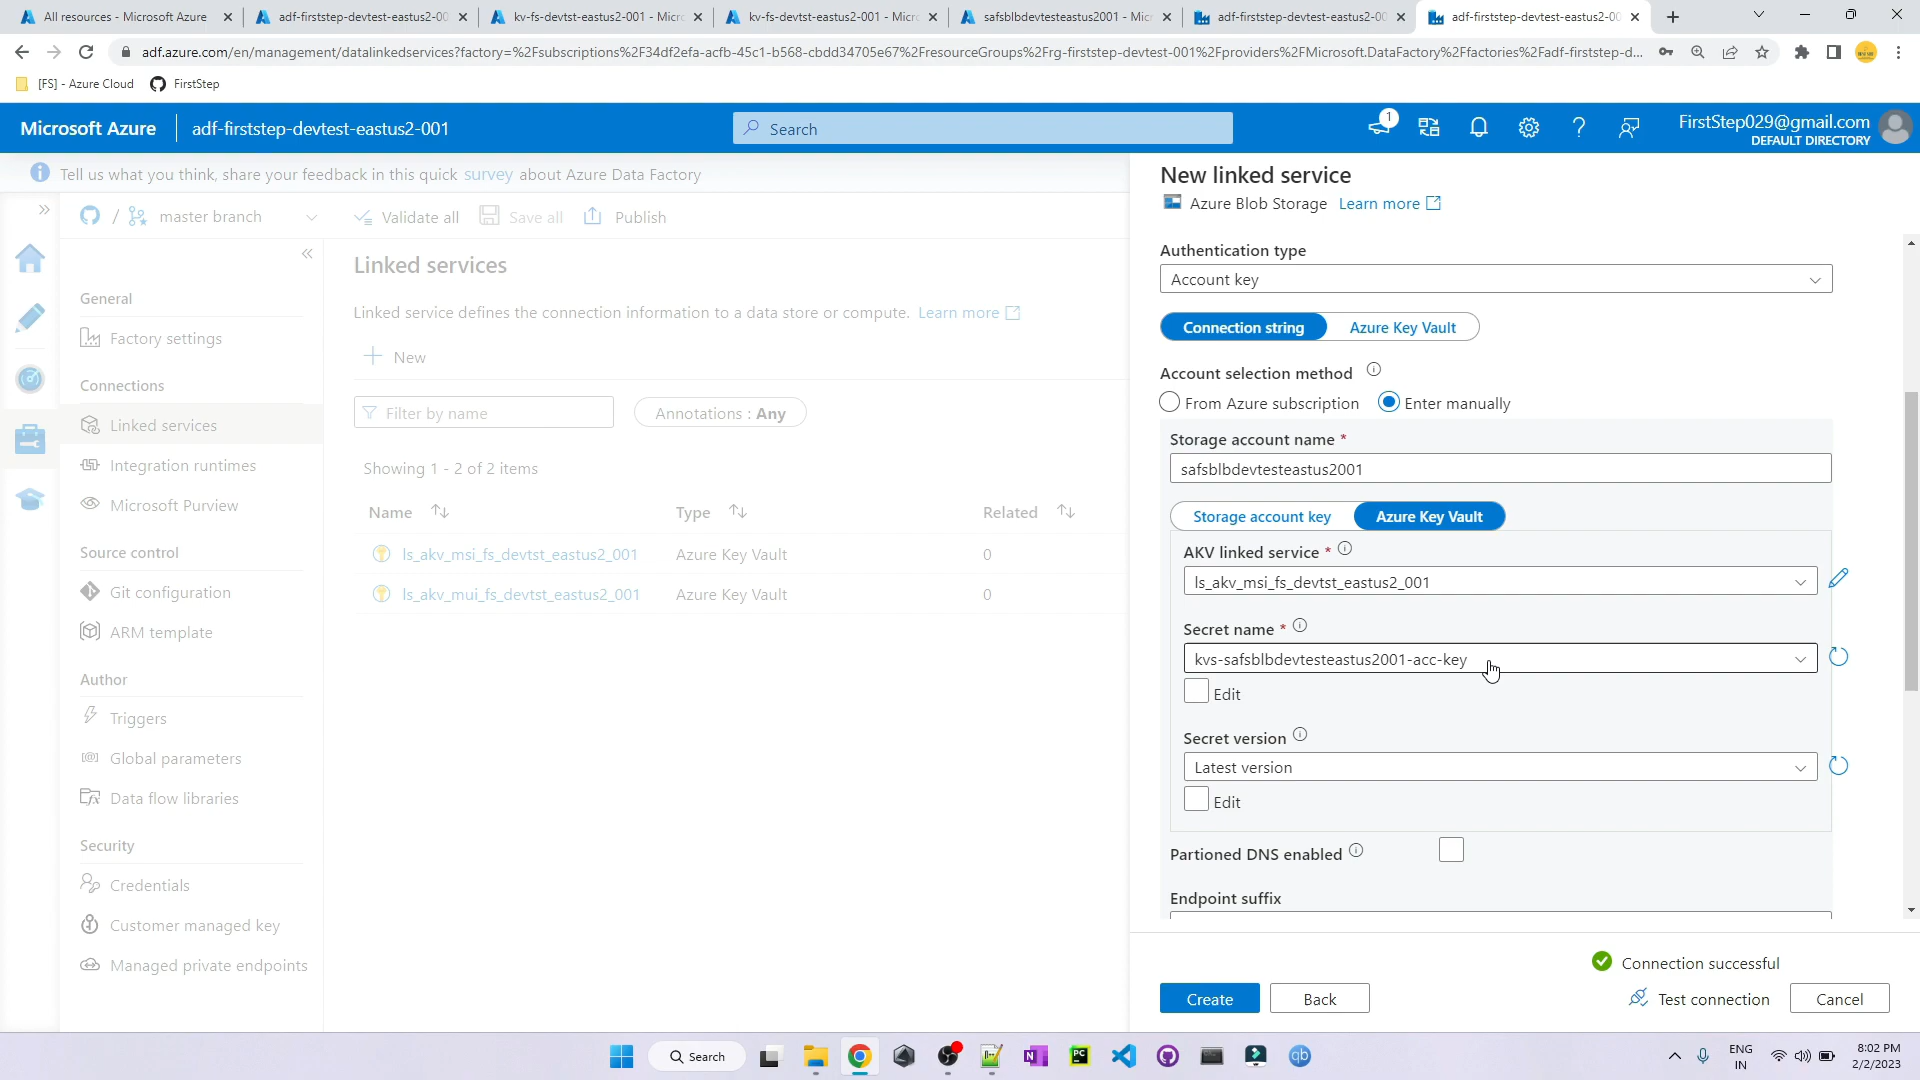 All resources - Microsoft Azure
adf-firststep-devtest-eastus2-00
kv-fs-devtst-eastus2-001 - Micro
kv-fs-devtst-eastus2-001 - Micro
safsblbdevtesteastus2001 - Micr
adf-firststep-devtest-eastus2-00
adf-firststep-devtest-eastus2-00
adf.azure.com/en/management/datalinkedservices?factory=%2Fsubscriptions%2F34df2efa-acfb-45c1-b568-cbdd34705e67%2FresourceGroups%2Frg-firststep-devtest-001%2Fproviders%2FMicrosoft.DataFactory%2Ffactories%2Fadf-firststep-d...
[FS] - Azure Cloud
FirstStep
Microsoft Azure
adf-firststep-devtest-eastus2-001
Search
1
FirstStep029@gmail.com
DEFAULT DIRECTORY
Tell us what you think, share your feedback in this quick survey about Azure Data Factory
/ master branch
Validate all
Save all
Publish
General
Factory settings
Connections
Linked services
Integration runtimes
Microsoft Purview
Source control
Git configuration
ARM template
Author
Triggers
Global parameters
Data flow libraries
Security
Credentials
Customer managed key
Managed private endpoints
Linked services
Linked service defines the connection information to a data store or compute. Learn more
New
Filter by name
Annotations : Any
Showing 1 - 2 of 2 items
Name Type Related
ls_akv_msi_fs_devtst_eastus2_001 Azure Key Vault 0
ls_akv_mui_fs_devtst_eastus2_001 Azure Key Vault 0
New linked service
Azure Blob Storage Learn more
Authentication type
Account key
Connection string Azure Key Vault
Account selection method
From Azure subscription Enter manually
Storage account name *
safsblbdevtesteastus2001
Storage account key Azure Key Vault
AKV linked service *
ls_akv_msi_fs_devtst_eastus2_001
Secret name *
kvs-safsblbdevtesteastus2001-acc-key
Edit
Secret version
Latest version
Edit
Partioned DNS enabled
Endpoint suffix
Connection successful
Create Back Test connection Cancel
Search
PC
qb
ENG
IN
8:02 PM
2/2/2023